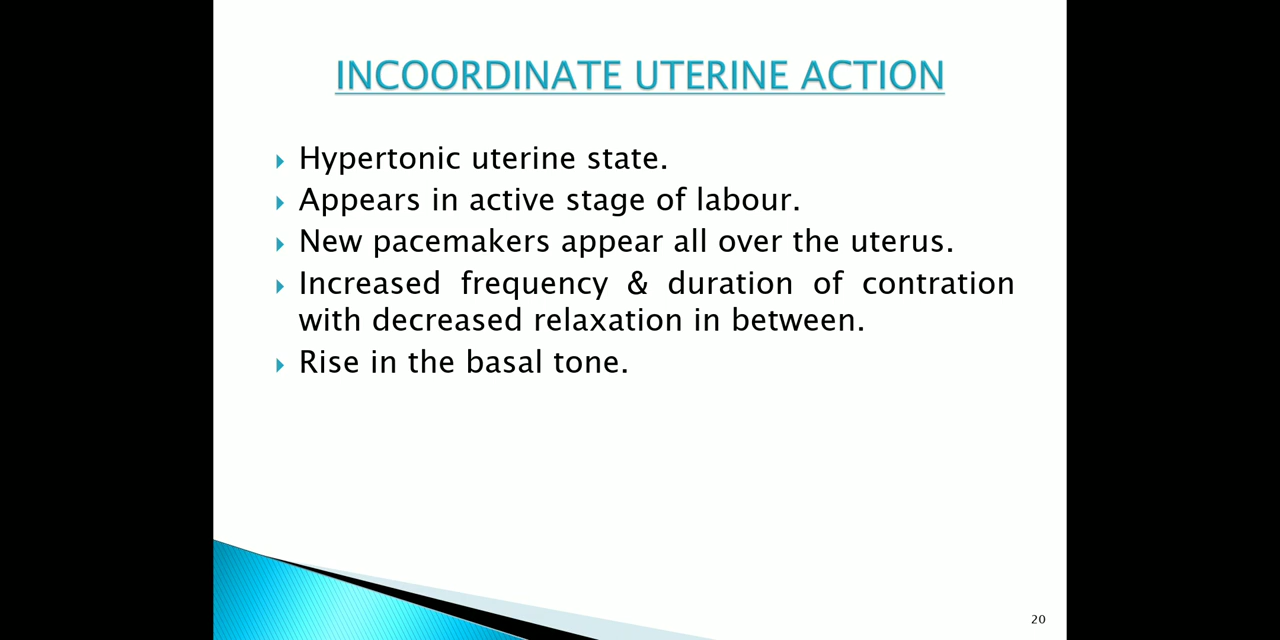 INCOORDINATE UTERINE ACTION
Hypertonic uterine state.
Appears in active stage of labour.
New pacemakers appear all over the uterus.
Increased frequency & duration of contration
with decreased relaxation in between.
Rise in the basal tone.
20